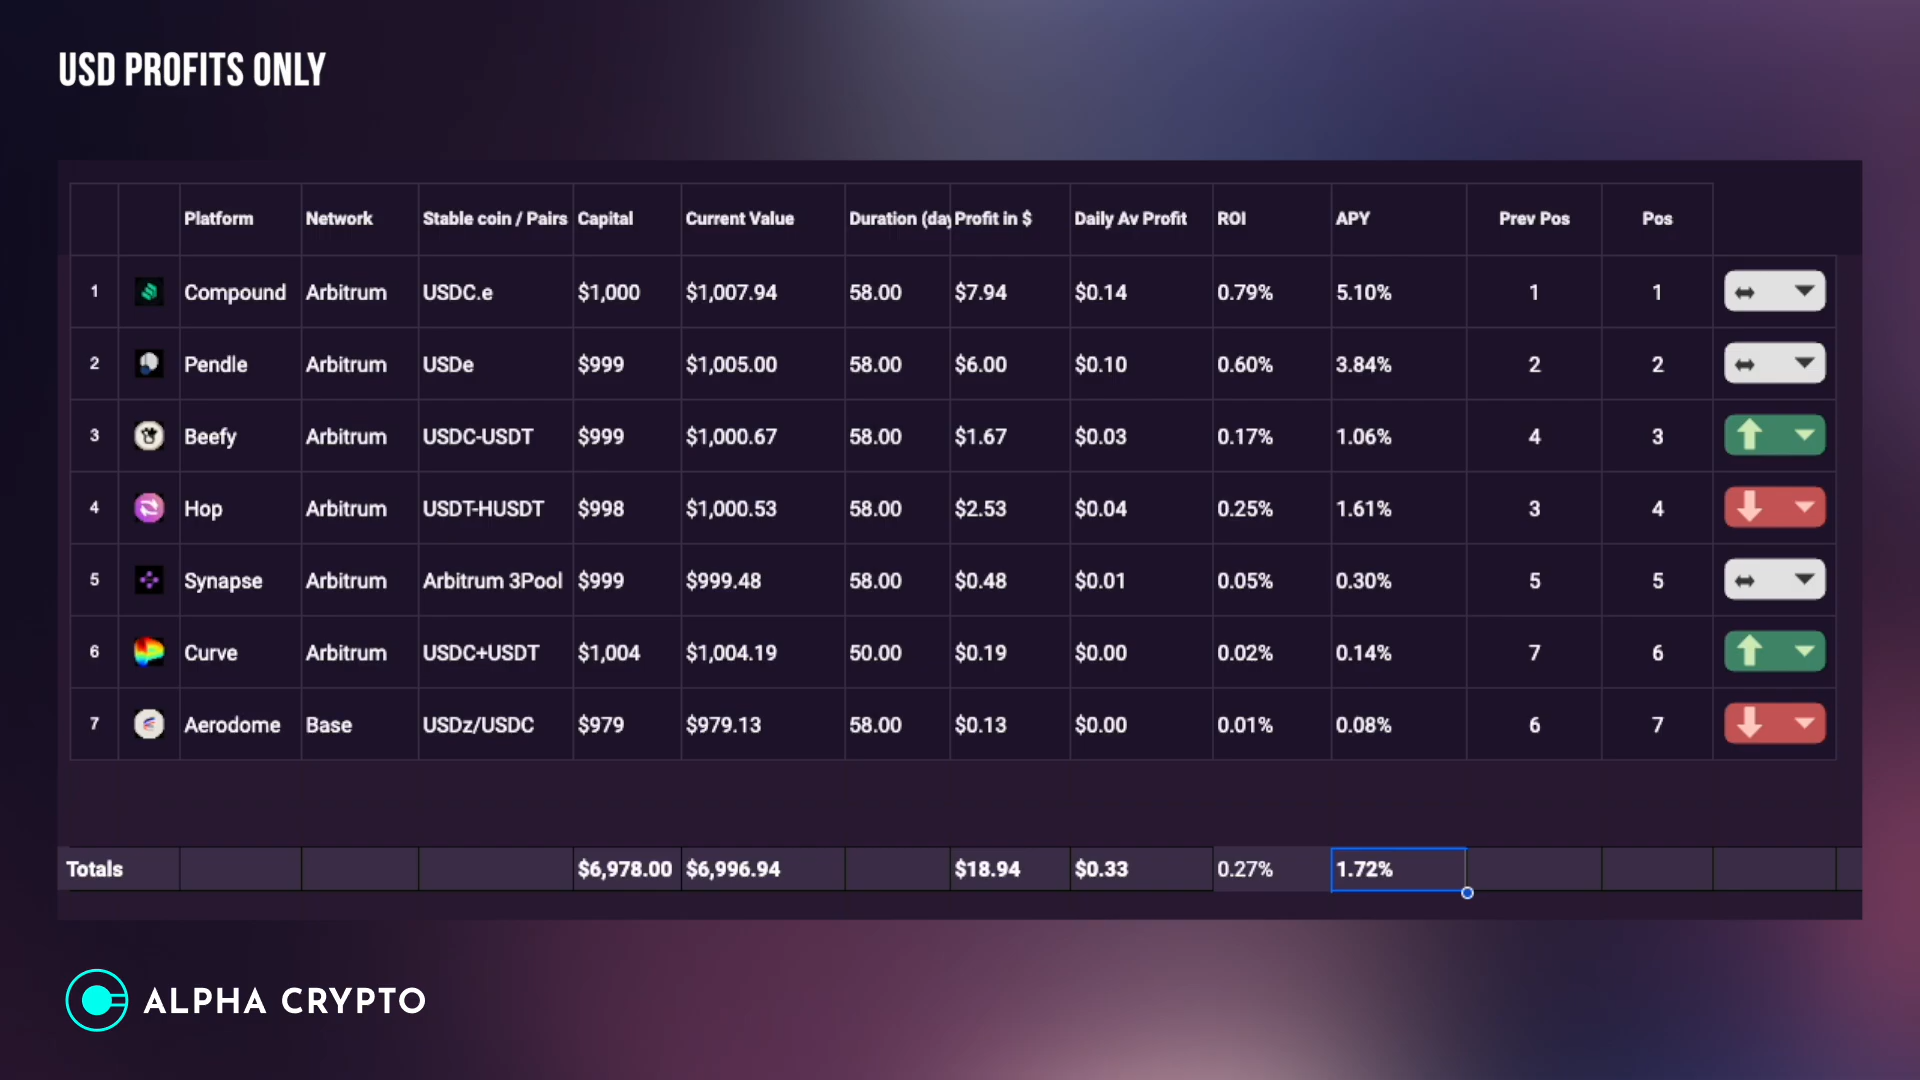 USD PROFITS ONLY
Platform Network Stable coin / Pairs Capital Current Value Duration (day Profit in $ Daily Av Profit ROI APY Prev Pos Pos
1 Compound Arbitrum USDC.e $1,000 $1,007.94 58.00 $7.94 $0.14 0.79% 5.10% 1 1
2 Pendle Arbitrum USDe $999 $1,005.00 58.00 $6.00 $0.10 0.60% 3.84% 2 2
3 Beefy Arbitrum USDC-USDT $999 $1,000.67 58.00 $1.67 $0.03 0.17% 1.06% 4 3
4 Hop Arbitrum USDT-HUSDT $998 $1,000.53 58.00 $2.53 $0.04 0.25% 1.61% 3 4
5 Synapse Arbitrum Arbitrum 3Pool $999 $999.48 58.00 $0.48 $0.01 0.05% 0.30% 5 5
6 Curve Arbitrum USDC+USDT $1,004 $1,004.19 50.00 $0.19 $0.00 0.02% 0.14% 7 6
7 Aerodome Base USDz/USDC $979 $979.13 58.00 $0.13 $0.00 0.01% 0.08% 6 7
Totals $6,978.00 $6,996.94 $18.94 $0.33 0.27% 1.72%
ALPHA CRYPTO